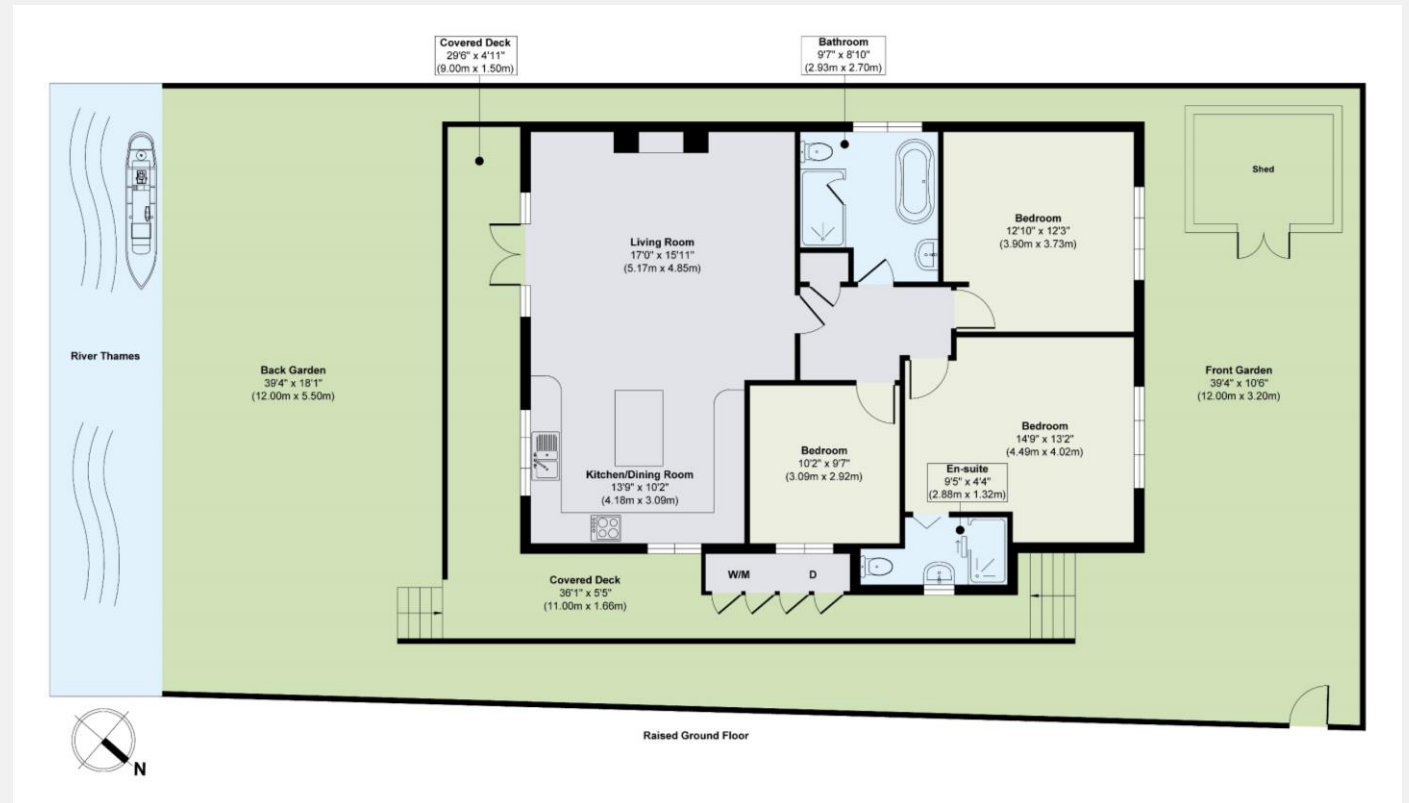 Covered Deck
29'6" x 4'11"
(9.00m x 1.50m)
Bathroom
9'7" x 8'10"
(2.93m x 2.70m)
Shed
Bedroom
12'10" x 12'3"
(3.90m x 3.73m)
Living Room
17'0" x 15'11"
(5.17m x 4.85m)
River Thames
Back Garden
39'4" x 18'1"
(12.00m x 5.50m)
Front Garden
39'4" x 10'6"
(12.00m x 3.20m)
Bedroom
14'9" x 13'2"
(4.49m x 4.02m)
Bedroom
10'2" x 9'7"
(3.09m x 2.92m)
En-suite
9'5" x 4'4"
(2.88m x 1.32m)
Kitchen/Dining Room
13'9" x 10'2"
(4.18m x 3.09m)
W/M
D
Covered Deck
36'1" x 5'5"
(11.00m x 1.66m)
Raised Ground Floor
N